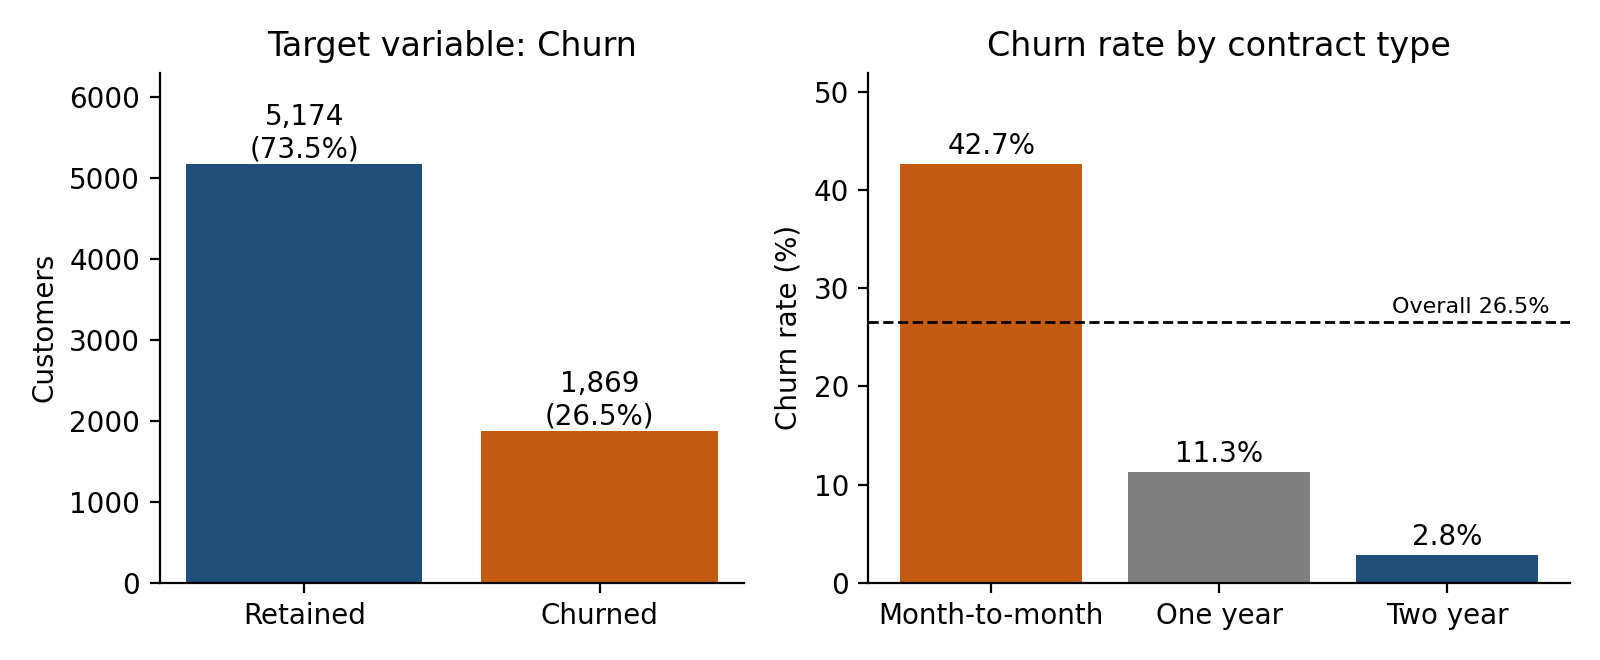 Target variable: Churn
Customers
6000
5000
4000
3000
2000
1000
0
5,174
(73.5%)
1,869
(26.5%)
Retained
Churned
Churn rate by contract type
Churn rate (%)
50
40
30
20
10
0
42.7%
11.3%
2.8%
Overall 26.5%
Month-to-month
One year
Two year